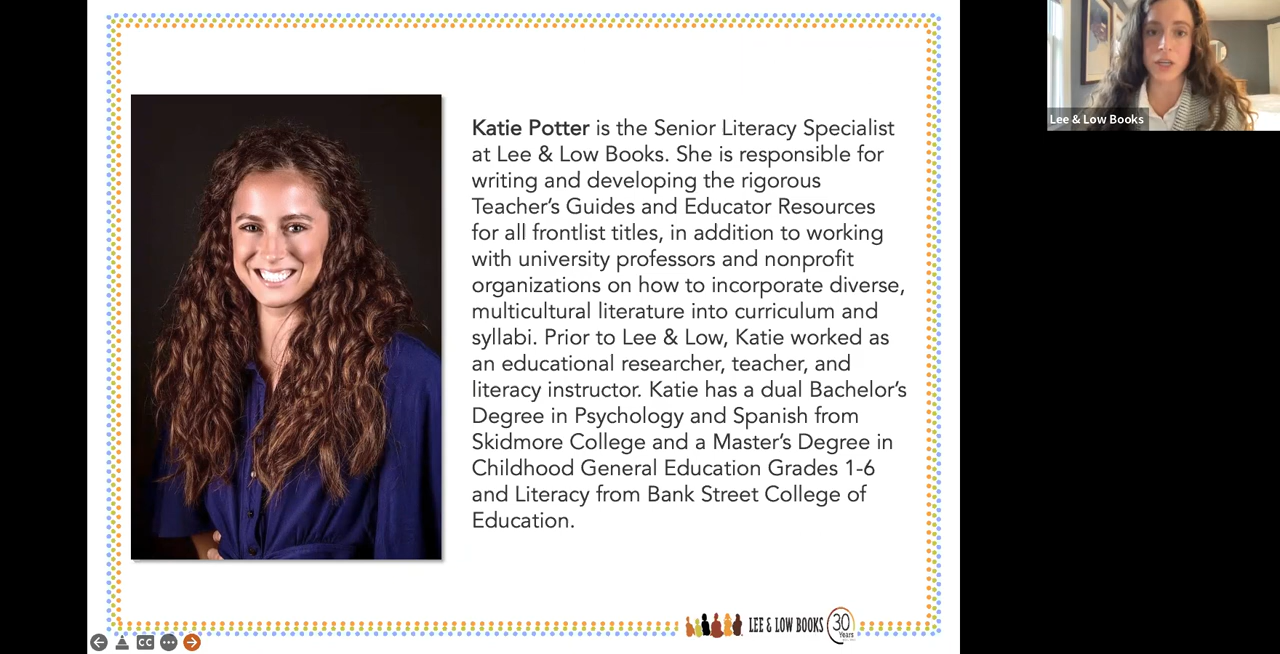 Katie Potter is the Senior Literacy Specialist
at Lee & Low Books. She is responsible for
writing and developing the rigorous
Teacher's Guides and Educator Resources
for all frontlist titles, in addition to working
with university professors and nonprofit
organizations on how to incorporate diverse,
multicultural literature into curriculum and
syllabi. Prior to Lee & Low, Katie worked as
an educational researcher, teacher, and
literacy instructor. Katie has a dual Bachelor's
Degree in Psychology and Spanish from
Skidmore College and a Master's Degree in
Childhood General Education Grades 1-6
and Literacy from Bank Street College of
Education.
Lee & Low Books
LEE & LOW BOOKS
30
Years
CC